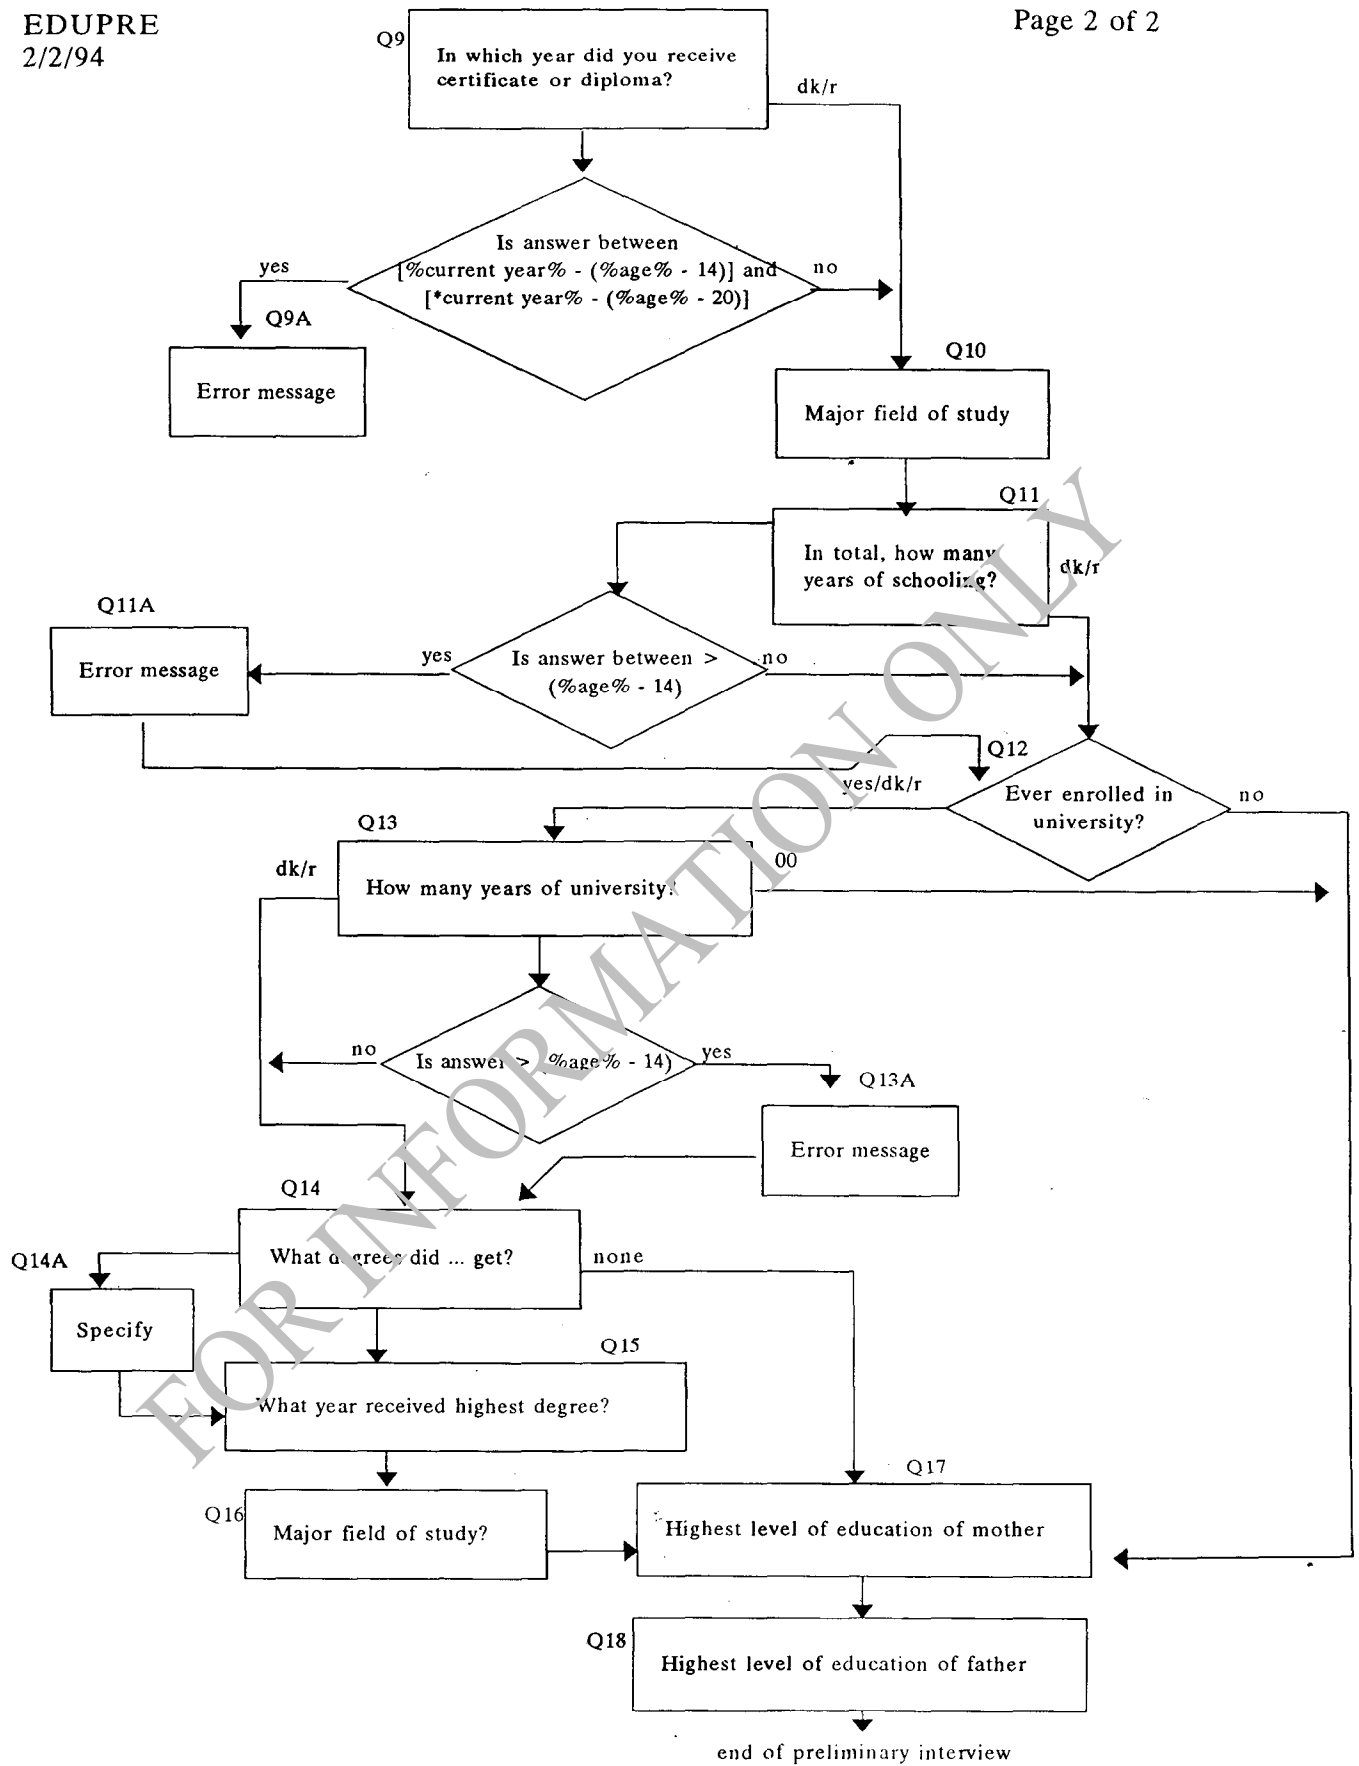 EDUPRE
2/2/94
Page 2 of 2
Q9
In which year did you receive
certificate or diploma?
dk/r
Is answer between
[%current year% - (%age% - 14)] and
[*current year% - (%age% - 20)]
yes
no
Q9A
Error message
Q10
Major field of study
Q11
In total, how many
years of schooling?
dk/r
Q11A
Error message
yes
Is answer between >
(%age% - 14)
no
Q12
yes/dk/r
Ever enrolled in
university?
no
Q13
dk/r
How many years of university?
00
no
Is answer > (%age% - 14)
yes
Q13A
Error message
Q14
What degrees did ... get?
none
Q14A
Specify
Q15
What year received highest degree?
Q16
Major field of study?
Q17
Highest level of education of mother
Q18
Highest level of education of father
end of preliminary interview
FOR INFORMATION ONLY